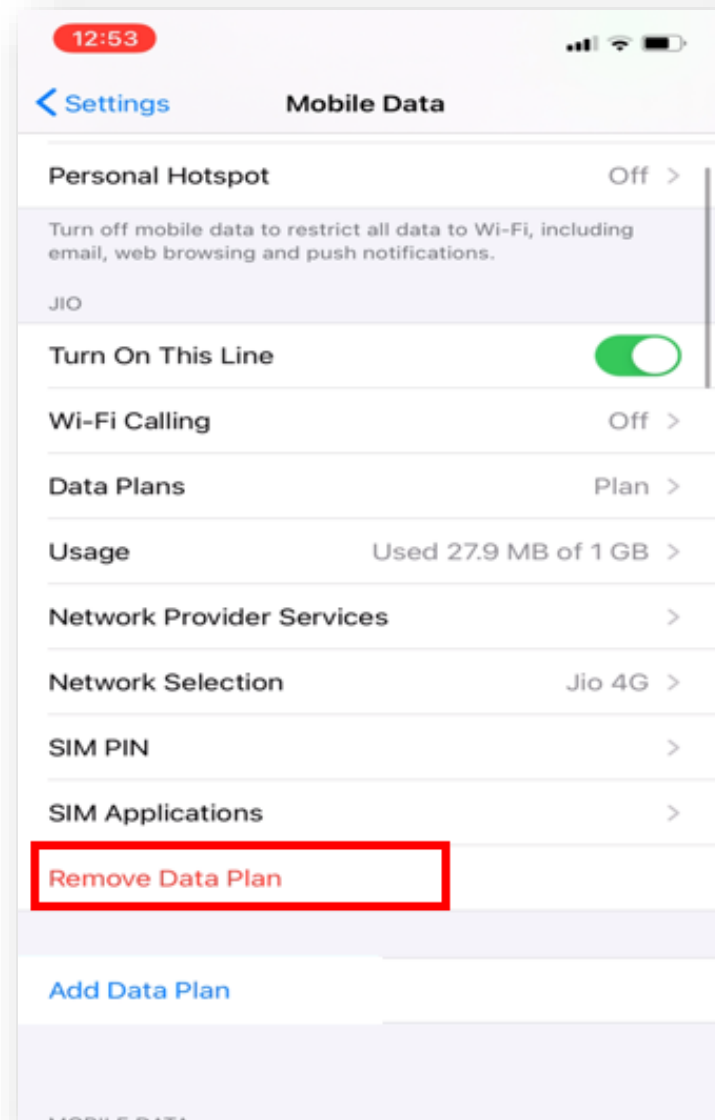 12:53
Settings
Mobile Data
Personal Hotspot Off
Turn off mobile data to restrict all data to Wi-Fi, including
email, web browsing and push notifications.
JIO
Turn On This Line
Wi-Fi Calling Off
Data Plans Plan
Usage Used 27.9 MB of 1 GB
Network Provider Services
Network Selection Jio 4G
SIM PIN
SIM Applications
Remove Data Plan
Add Data Plan
MOBILE DATA